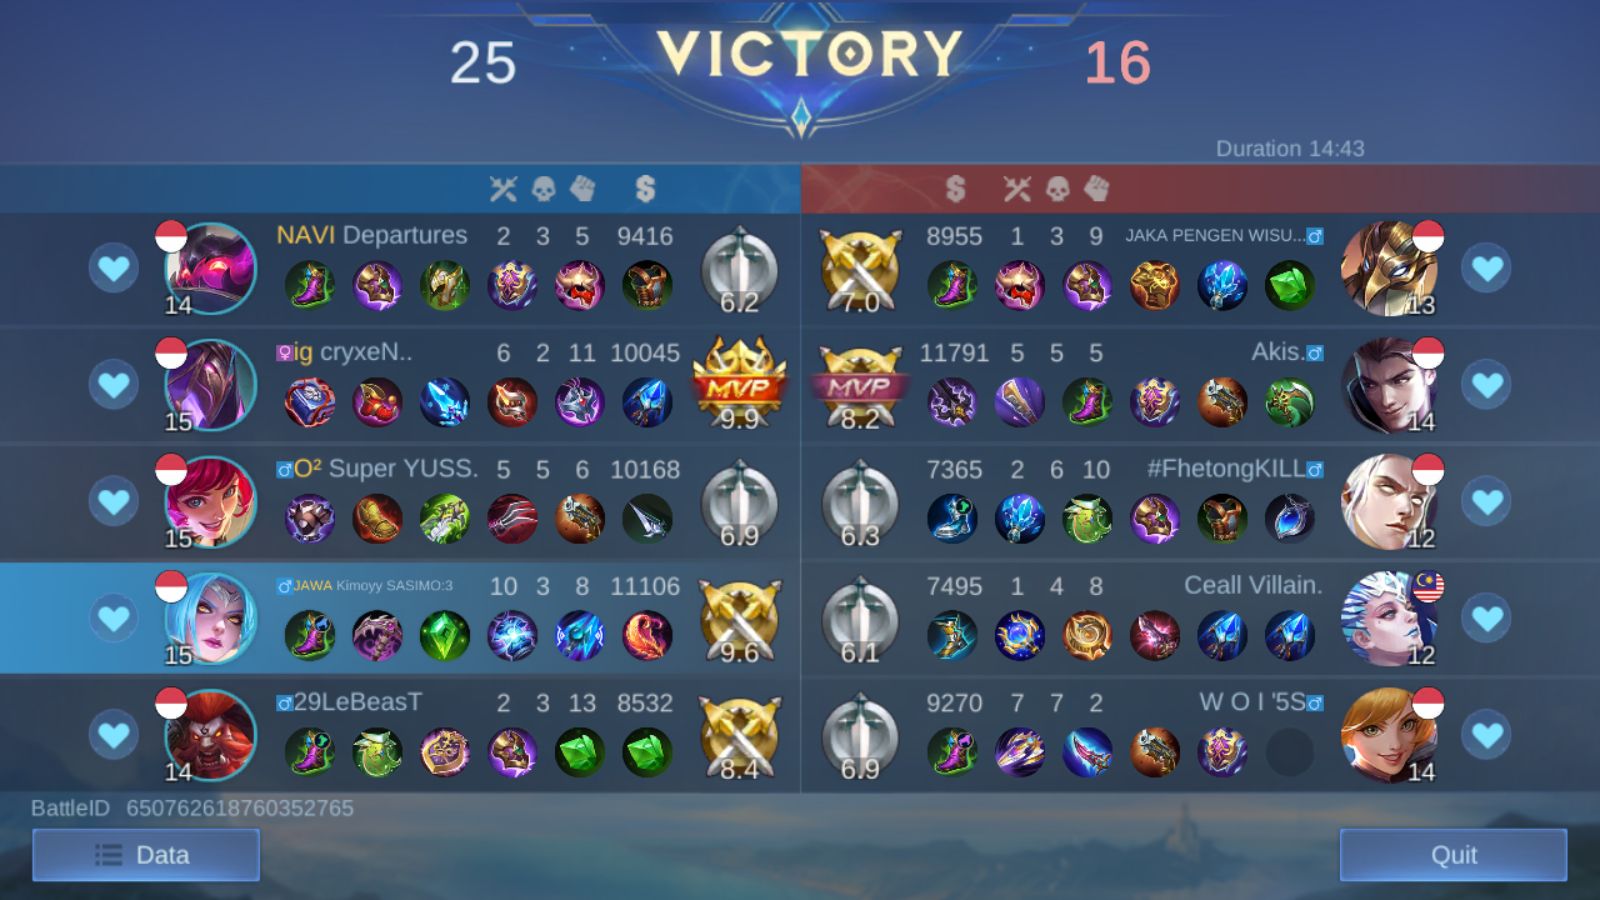 25 VICTORY 16
Duration 14:43
NAVI Departures 2 3 5 9416
14 6.2
ig cryxeN.. 6 2 11 10045
MVP
15 9.9
O² Super YUSS. 5 5 6 10168
15 6.9
JAWA Kimoyy SASIMO:3 10 3 8 11106
15 9.6
29LeBeasT 2 3 13 8532
14 8.4
8955 1 3 9 JAKA PENGEN WISU...
7.0 13
11791 5 5 5 Akis.
MVP
8.2 14
7365 2 6 10 #FhetongKILL
6.3 12
7495 1 4 8 Ceall Villain.
6.1 12
9270 7 7 2 W O I '5S
6.9 14
BattleID 650762618760352765
Data
Quit